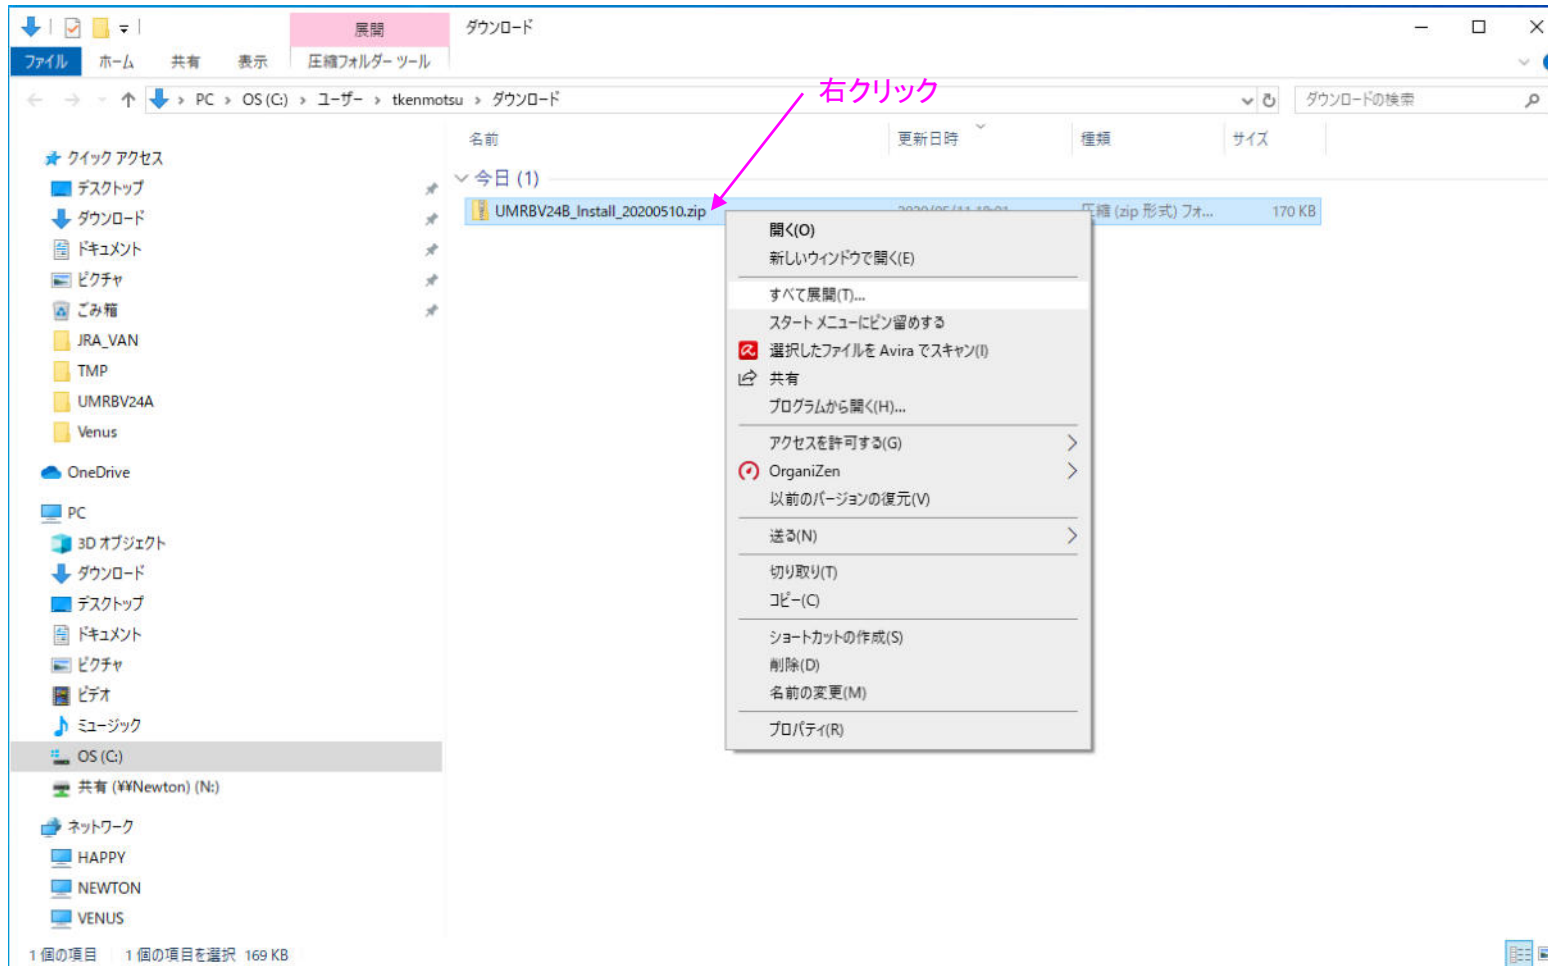 展開
ダウンロード
ファイル
ホーム
共有
表示
圧縮フォルダー ツール
PC › OS (C:) › ユーザー › tkenmotsu › ダウンロード
ダウンロードの検索
右クリック
名前
更新日時
種類
サイズ
今日 (1)
UMRBV24B_Install_20200510.zip
圧縮 (zip 形式) フォ...
170 KB
クイック アクセス
デスクトップ
ダウンロード
ドキュメント
ピクチャ
ごみ箱
JRA_VAN
TMP
UMRBV24A
Venus
OneDrive
PC
3D オブジェクト
ダウンロード
デスクトップ
ドキュメント
ピクチャ
ビデオ
ミュージック
OS (C:)
共有 (¥¥Newton) (N:)
ネットワーク
HAPPY
NEWTON
VENUS
開く(O)
新しいウィンドウで開く(E)
すべて展開(T)...
スタート メニューにピン留めする
選択したファイルを Avira でスキャン(I)
共有
プログラムから開く(H)...
アクセスを許可する(G)
OrganiZen
以前のバージョンの復元(V)
送る(N)
切り取り(T)
コピー(C)
ショートカットの作成(S)
削除(D)
名前の変更(M)
プロパティ(R)
1 個の項目
1 個の項目を選択 169 KB